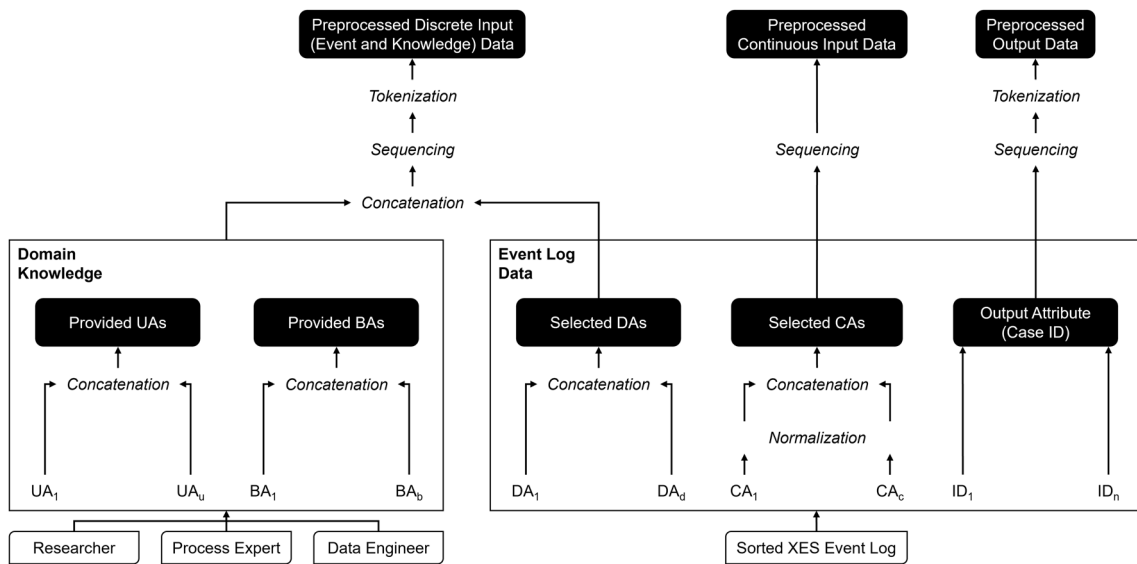 Preprocessed Discrete Input
(Event and Knowledge) Data
Preprocessed
Continuous Input Data
Preprocessed
Output Data
Tokenization
Tokenization
Sequencing
Sequencing
Sequencing
Concatenation
Domain
Knowledge
Event Log
Data
Provided UAs
Provided BAs
Selected DAs
Selected CAs
Output Attribute
(Case ID)
Concatenation
Concatenation
Concatenation
Concatenation
Normalization
UA₁
UAᵤ
BA₁
BA_b
DA₁
DA_d
CA₁
CA_c
ID₁
IDₙ
Researcher
Process Expert
Data Engineer
Sorted XES Event Log